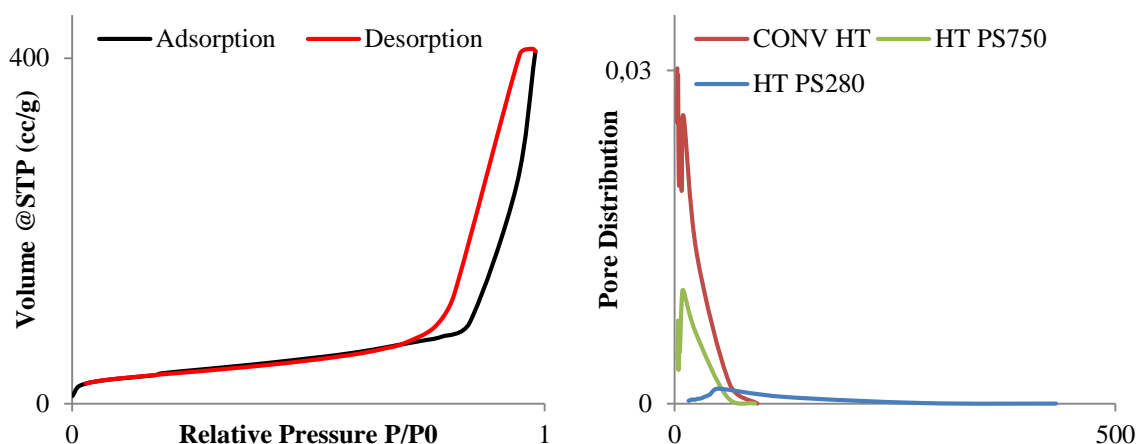 Adsorption Desorption
400
Volume @STP (cc/g)
0
0
Relative Pressure P/P0
1
CONV HT HT PS750
HT PS280
0,03
Pore Distribution
0
0
500